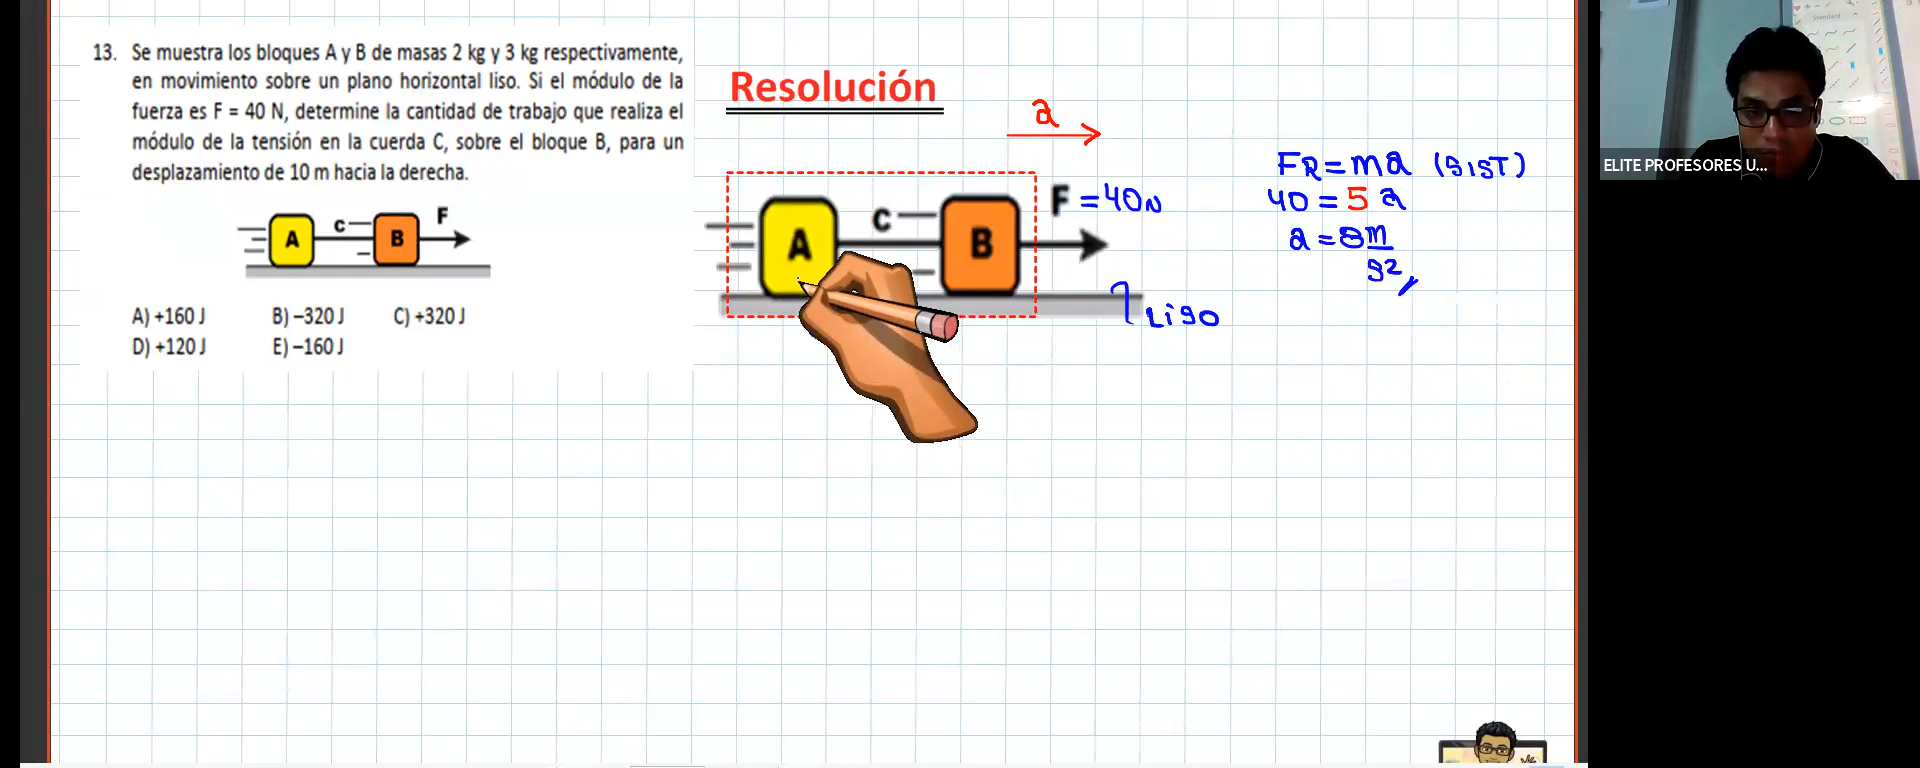 13. Se muestra los bloques A y B de masas 2 kg y 3 kg respectivamente,
en movimiento sobre un plano horizontal liso. Si el módulo de la
fuerza es F = 40 N, determine la cantidad de trabajo que realiza el
módulo de la tensión en la cuerda C, sobre el bloque B, para un
desplazamiento de 10 m hacia la derecha.
A
c
B
F
A) +160 J B) –320 J C) +320 J
D) +120 J E) –160 J
Resolución
a
A
C
B
F = 40N
Liso
FR = ma (SIST)
40 = 5 a
a = 8 m
s2
ELITE PROFESORES U...
Standard